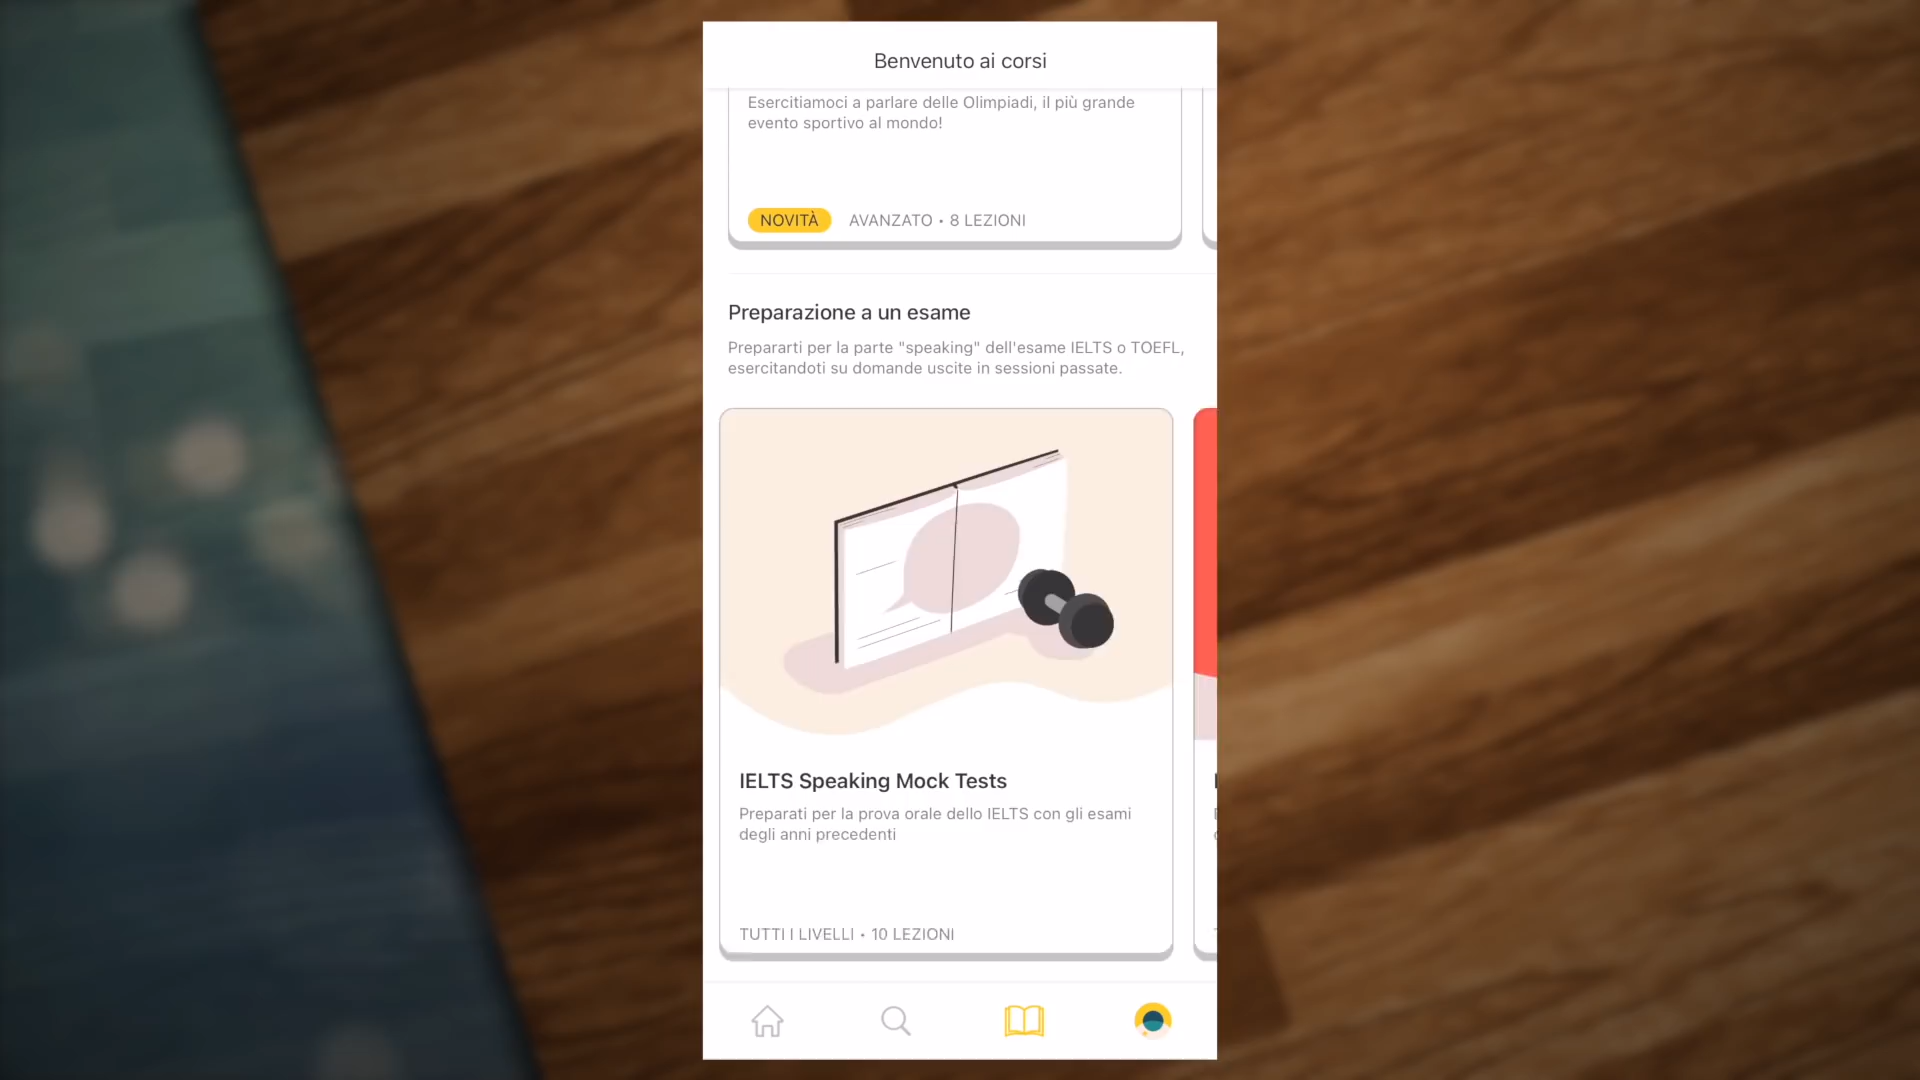 Benvenuto ai corsi
Esercitiamoci a parlare delle Olimpiadi, il più grande
evento sportivo al mondo!
NOVITÀ AVANZATO • 8 LEZIONI
Preparazione a un esame
Prepararti per la parte "speaking" dell'esame IELTS o TOEFL,
esercitandoti su domande uscite in sessioni passate.
IELTS Speaking Mock Tests
Preparati per la prova orale dello IELTS con gli esami
degli anni precedenti
TUTTI I LIVELLI • 10 LEZIONI